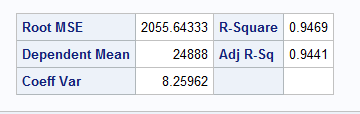 Root MSE 2055.64333 R-Square 0.9469
Dependent Mean 24888 Adj R-Sq 0.9441
Coeff Var 8.25962